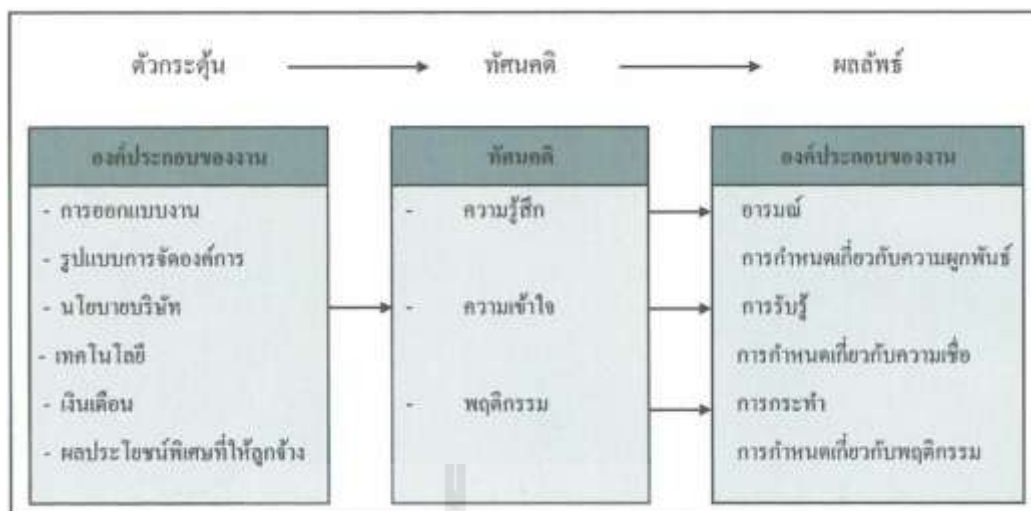 ตัวกระตุ้น ทัศนคติ ผลลัพธ์
องค์ประกอบของงาน
- การออกแบบงาน
- รูปแบบการจัดองค์การ
- นโยบายบริษัท
- เทคโนโลยี
- เงินเดือน
- ผลประโยชน์พิเศษที่ให้ลูกจ้าง
ทัศนคติ
- ความรู้สึก
- ความเข้าใจ
- พฤติกรรม
องค์ประกอบของงาน
อารมณ์
การกำหนดเกี่ยวกับความผูกพันธ์
การรับรู้
การกำหนดเกี่ยวกับความเชื่อ
การกระทำ
การกำหนดเกี่ยวกับพฤติกรรม